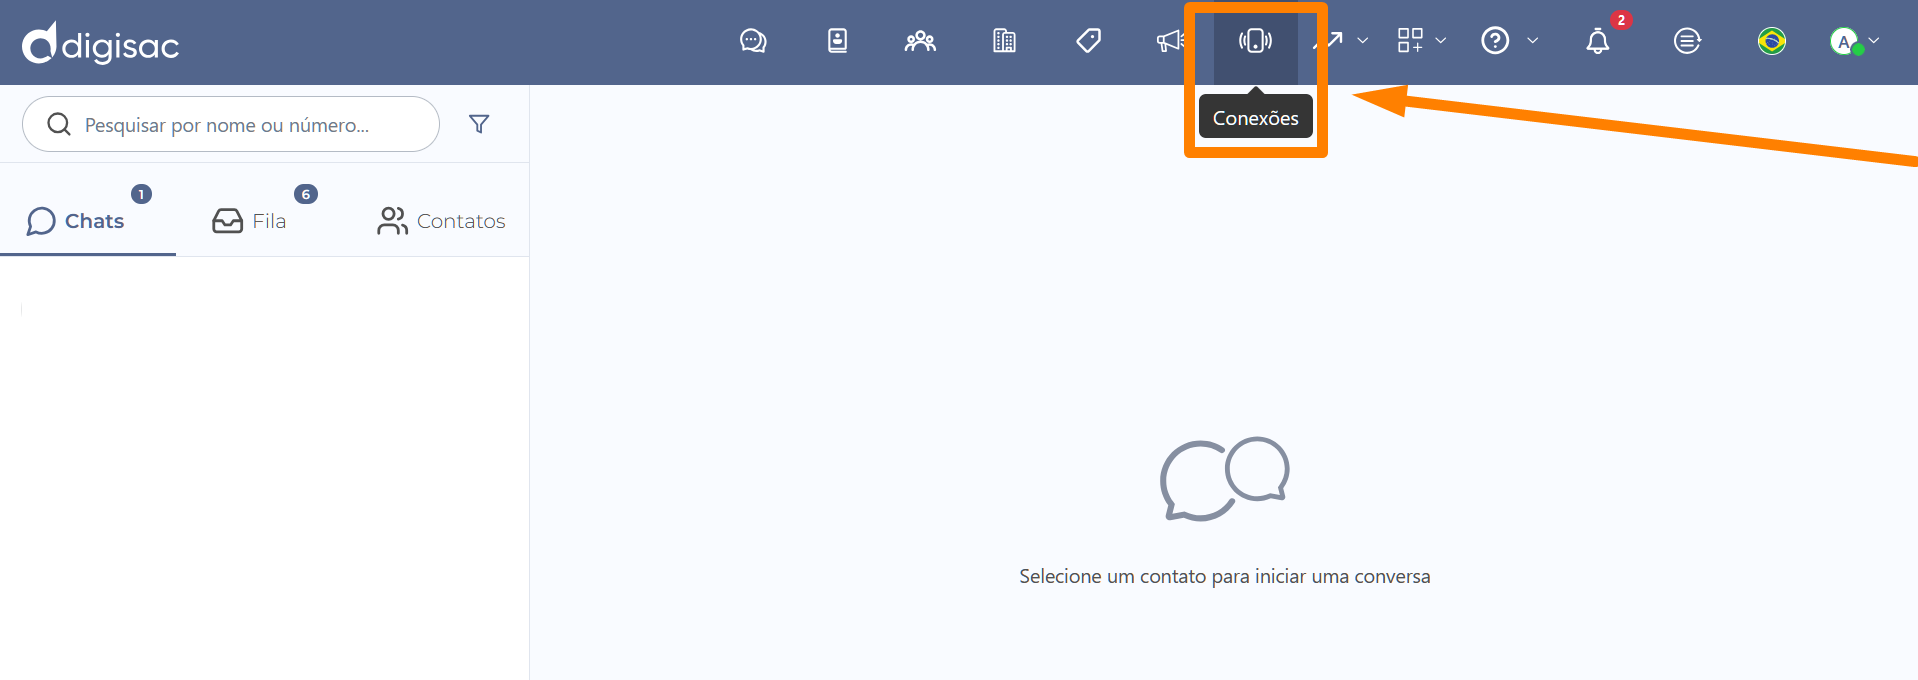 digisac
2
A
Conexões
Pesquisar por nome ou número...
1
Chats
6
Fila
Contatos
Selecione um contato para iniciar uma conversa